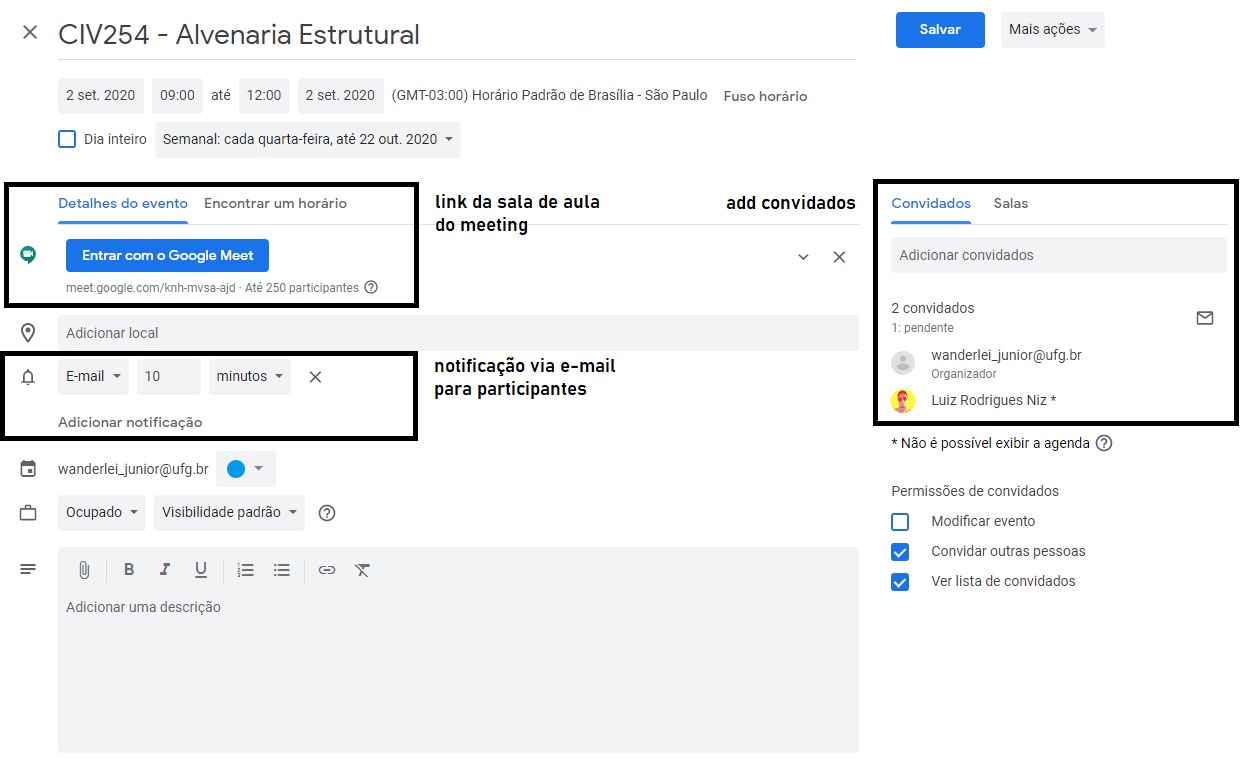 CIV254 - Alvenaria Estrutural
Salvar
Mais ações
2 set. 2020 09:00 até 12:00 2 set. 2020 (GMT-03:00) Horário Padrão de Brasília - São Paulo Fuso horário
Dia inteiro Semanal: cada quarta-feira, até 22 out. 2020
Detalhes do evento Encontrar um horário
link da sala de aula
do meeting
Entrar com o Google Meet
meet.google.com/knh-mvsa-ajd · Até 250 participantes
Adicionar local
E-mail 10 minutos
notificação via e-mail
para participantes
Adicionar notificação
wanderlei_junior@ufg.br
Ocupado Visibilidade padrão
B I U
Adicionar uma descrição
add convidados
Convidados Salas
Adicionar convidados
2 convidados
1: pendente
wanderlei_junior@ufg.br
Organizador
Luiz Rodrigues Niz *
* Não é possível exibir a agenda
Permissões de convidados
Modificar evento
Convidar outras pessoas
Ver lista de convidados